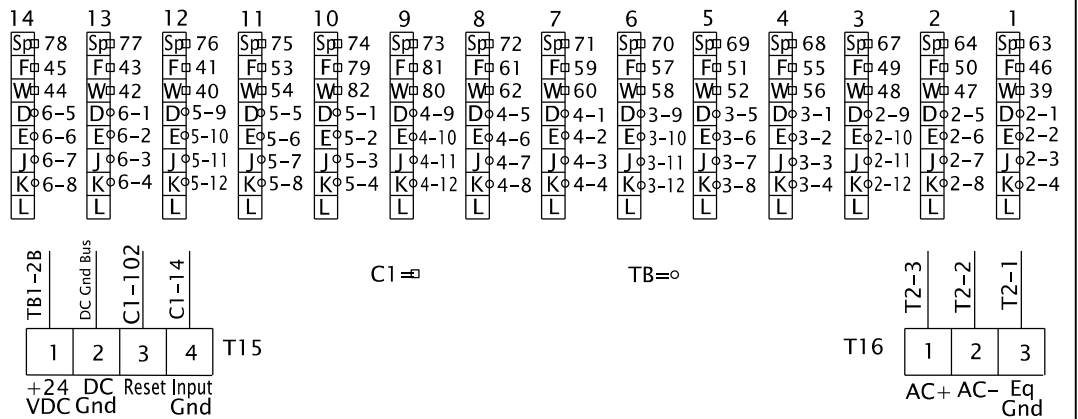 14 13 12 11 10 9 8 7 6 5 4 3 2 1
Sp 78 Sp 77 Sp 76 Sp 75 Sp 74 Sp 73 Sp 72 Sp 71 Sp 70 Sp 69 Sp 68 Sp 67 Sp 64 Sp 63
F 45 F 43 F 41 F 53 F 79 F 81 F 61 F 59 F 57 F 51 F 55 F 49 F 50 F 46
W 44 W 42 W 40 W 54 W 82 W 80 W 62 W 60 W 58 W 52 W 56 W 48 W 47 W 39
D 6-5 D 6-1 D 5-9 D 5-5 D 5-1 D 4-9 D 4-5 D 4-1 D 3-9 D 3-5 D 3-1 D 2-9 D 2-5 D 2-1
E 6-6 E 6-2 E 5-10 E 5-6 E 5-2 E 4-10 E 4-6 E 4-2 E 3-10 E 3-6 E 3-2 E 2-10 E 2-6 E 2-2
J 6-7 J 6-3 J 5-11 J 5-7 J 5-3 J 4-11 J 4-7 J 4-3 J 3-11 J 3-7 J 3-3 J 2-11 J 2-7 J 2-3
K 6-8 K 6-4 K 5-12 K 5-8 K 5-4 K 4-12 K 4-8 K 4-4 K 3-12 K 3-8 K 3-4 K 2-12 K 2-8 K 2-4
L L L L L L L L L L L L L L
TB1-2B
DC Gnd Bus
C1-102
C1-14
C1=
TB=
T2-3
T2-2
T2-1
1 2 3 4 T15
T16 1 2 3
+24 DC Reset Input
VDC Gnd Gnd
AC+ AC- Eq
Gnd